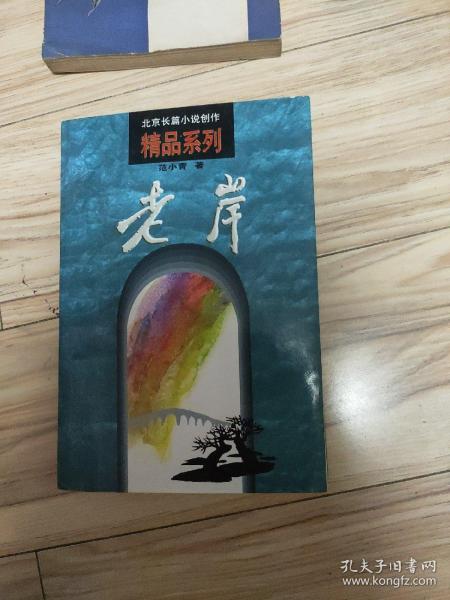 北京长篇小说创作
精品系列
范小青 著
老岸
孔夫子旧书网
www.kongfz.com